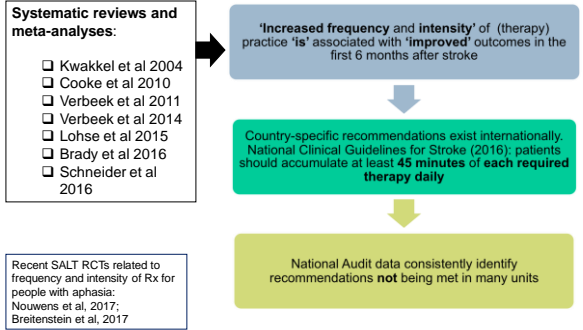 Systematic reviews and
meta-analyses:
❑ Kwakkel et al 2004
❑ Cooke et al 2010
❑ Verbeek et al 2011
❑ Verbeek et al 2014
❑ Lohse et al 2015
❑ Brady et al 2016
❑ Schneider et al
2016
‘Increased frequency and intensity’ of (therapy)
practice ‘is’ associated with ‘improved’ outcomes in the
first 6 months after stroke
Country-specific recommendations exist internationally.
National Clinical Guidelines for Stroke (2016): patients
should accumulate at least 45 minutes of each required
therapy daily
National Audit data consistently identify
recommendations not being met in many units
Recent SALT RCTs related to
frequency and intensity of Rx for
people with aphasia:
Nouwens et al, 2017;
Breitenstein et al, 2017